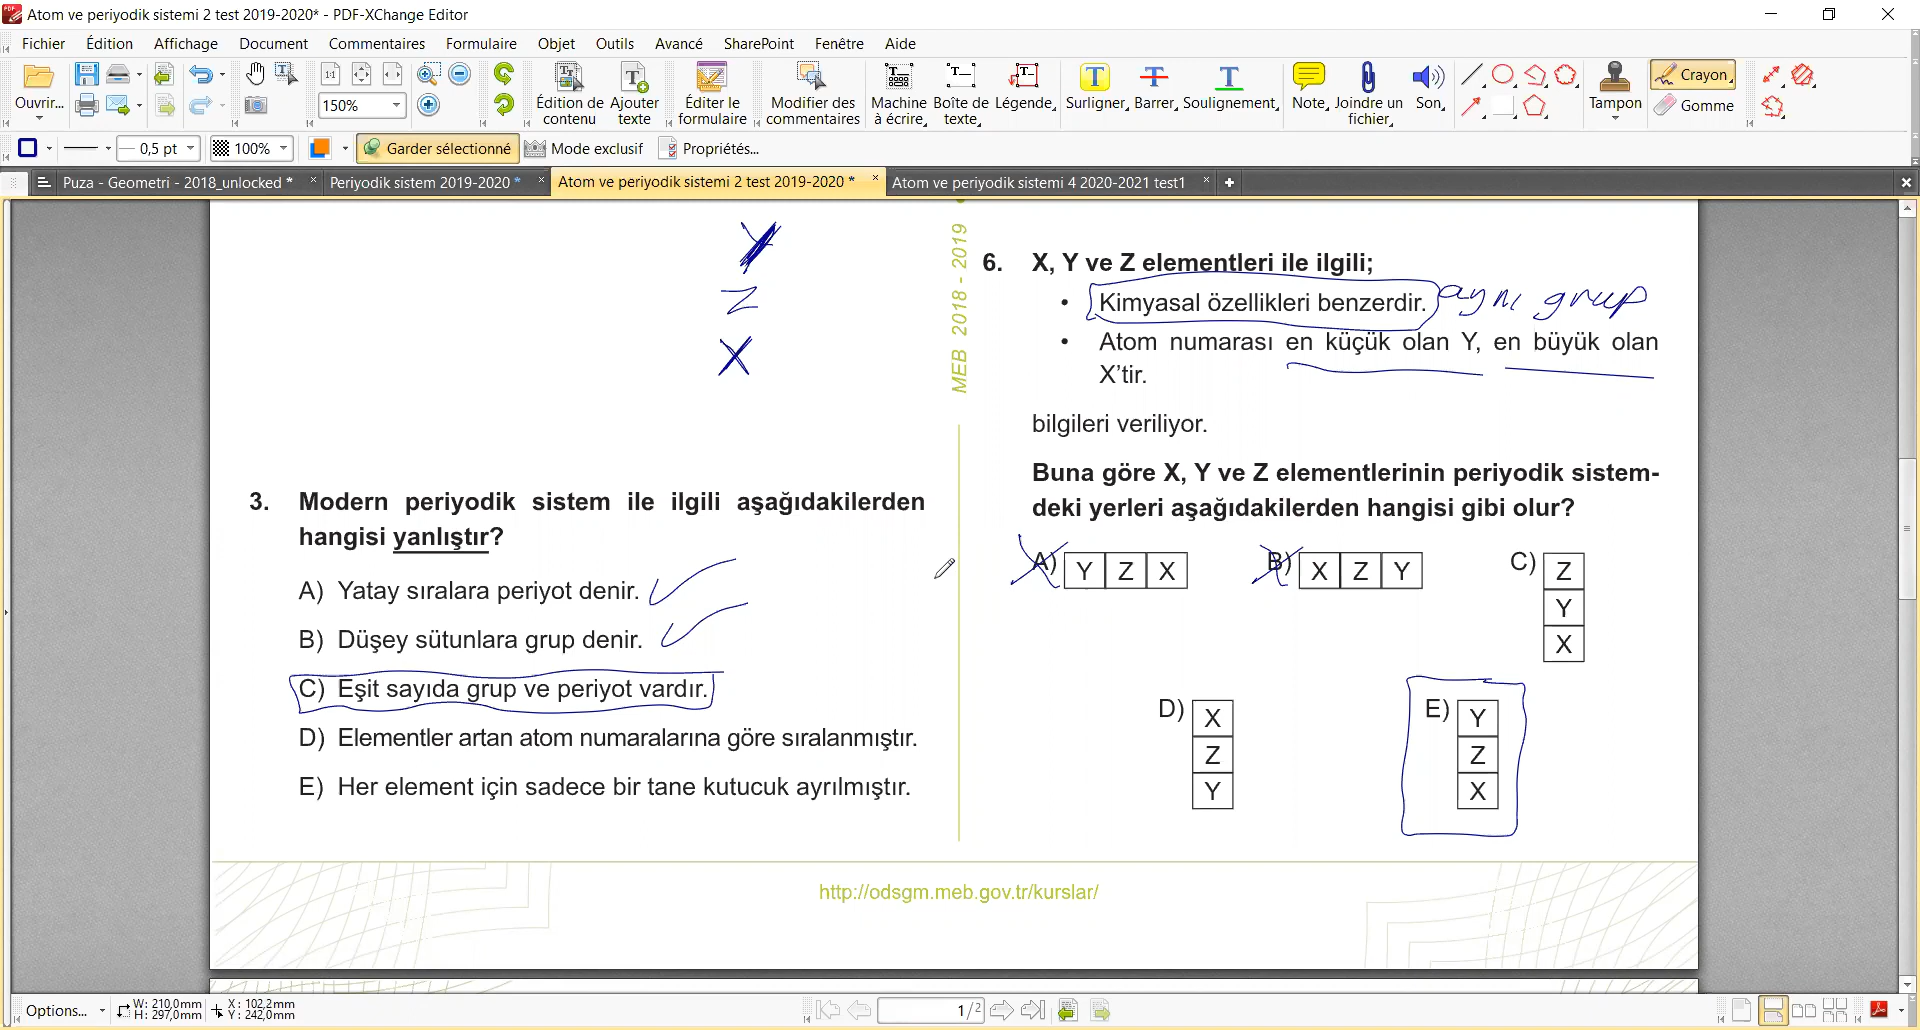 Atom ve periyodik sistemi 2 test 2019-2020* - PDF-XChange Editor
Fichier Édition Affichage Document Commentaires Formulaire Objet Outils Avancé SharePoint Fenêtre Aide
Ouvrir...
150%
Édition de contenu
Ajouter texte
Éditer le formulaire
Modifier des commentaires
Machine à écrire
Boîte de texte
Légende
Surligner
Barrer
Soulignement
Note
Joindre un fichier
Son
Tampon
Crayon
Gomme
0,5 pt 100% Garder sélectionné Mode exclusif Propriétés...
Puza - Geometri - 2018_unlocked *
Periyodik sistem 2019-2020 *
Atom ve periyodik sistemi 2 test 2019-2020 *
Atom ve periyodik sistemi 4 2020-2021 test1
Y
Z
X
3. Modern periyodik sistem ile ilgili aşağıdakilerden
hangisi yanlıştır?
A) Yatay sıralara periyot denir.
B) Düşey sütunlara grup denir.
C) Eşit sayıda grup ve periyot vardır.
D) Elementler artan atom numaralarına göre sıralanmıştır.
E) Her element için sadece bir tane kutucuk ayrılmıştır.
MEB 2018 - 2019
6. X, Y ve Z elementleri ile ilgili;
• Kimyasal özellikleri benzerdir. aynı grup
• Atom numarası en küçük olan Y, en büyük olan
X'tir.
bilgileri veriliyor.
Buna göre X, Y ve Z elementlerinin periyodik sistem-
deki yerleri aşağıdakilerden hangisi gibi olur?
A) Y Z X
B) X Z Y
C) Z
Y
X
D) X
Z
Y
E) Y
Z
X
http://odsgm.meb.gov.tr/kurslar/
Options...
W: 210,0mm
H: 297,0mm
X: 102,2mm
Y: 242,0mm
1/2